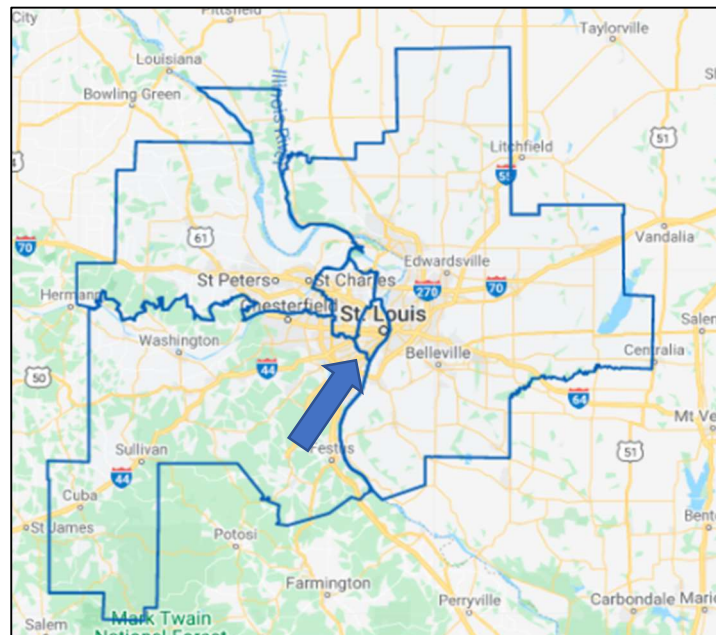 City
Pittsfield
Taylorville
Louisiana
Bowling Green
Illinois River
51
Litchfield
55
61
Vandalia
70
St Peters
St Charles
Edwardsville
270
70
Hermann
Chesterfield
St. Louis
Salem
Washington
44
Belleville
Centralia
50
64
Mt Ve
Sullivan
Festus
51
44
Cuba
St James
Potosi
Bento
Farmington
Perryville
Carbondale
Mario
Salem
Mark Twain
National Forest